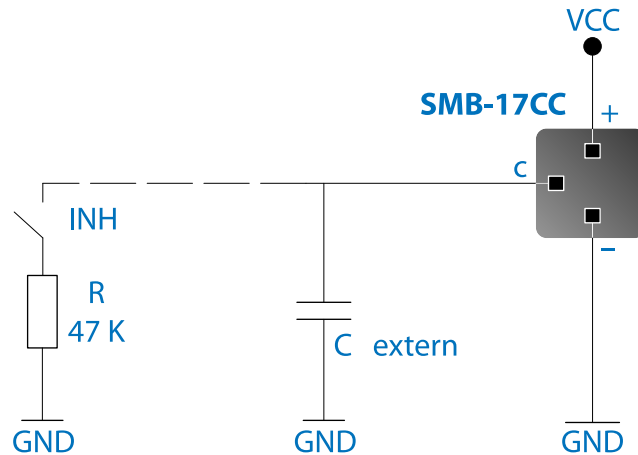 VCC
SMB-17CC
+
c
INH
–
R
47 K
C extern
GND
GND
GND